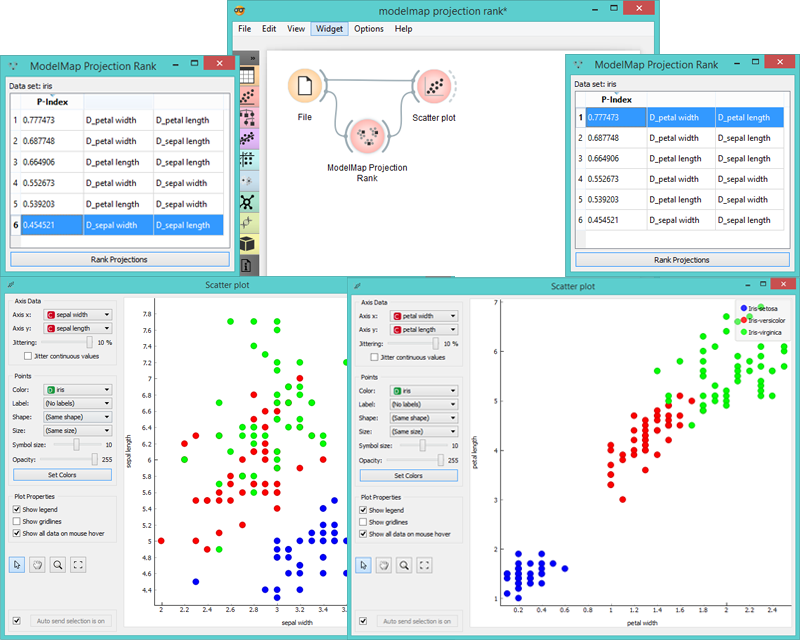 modelmap projection rank*
File Edit View Widget Options Help
File
Scatter plot
ModelMap Projection
Rank
ModelMap Projection Rank
Data set: iris
P-Index
1 0.777473 D_petal width D_petal length
2 0.687748 D_petal width D_sepal length
3 0.664906 D_petal length D_sepal length
4 0.552673 D_petal width D_sepal width
5 0.539203 D_petal length D_sepal width
6 0.454521 D_sepal width D_sepal length
Rank Projections
ModelMap Projection Rank
Data set: iris
P-Index
1 0.777473 D_petal width D_petal length
2 0.687748 D_petal width D_sepal length
3 0.664906 D_petal length D_sepal length
4 0.552673 D_petal width D_sepal width
5 0.539203 D_petal length D_sepal width
6 0.454521 D_sepal width D_sepal length
Rank Projections
Scatter plot
Axis Data
Axis x: C sepal width
Axis y: C sepal length
Jittering: 10 %
Jitter continuous values
Points
Color: D iris
Label: (No labels)
Shape: (Same shape)
Size: (Same size)
Symbol size: 10
Opacity: 255
Set Colors
Plot Properties
Show legend
Show gridlines
Show all data on mouse hover
Auto send selection is on
7.8
7.6
7.4
7.2
7
6.8
6.6
6.4
6.2
6
5.8
5.6
5.4
5.2
5
4.8
4.6
4.4
sepal length
2 2.2 2.4 2.6 2.8 3 3.2 3.4 3.6
sepal width
Scatter plot
Axis Data
Axis x: C petal width
Axis y: C petal length
Jittering: 10 %
Jitter continuous values
Points
Color: D iris
Label: (No labels)
Shape: (Same shape)
Size: (Same size)
Symbol size: 10
Opacity: 255
Set Colors
Plot Properties
Show legend
Show gridlines
Show all data on mouse hover
Auto send selection is on
Iris-setosa
Iris-versicolor
Iris-virginica
7
6
5
4
3
2
1
petal length
0.2 0.4 0.6 0.8 1 1.2 1.4 1.6 1.8 2 2.2 2.4
petal width